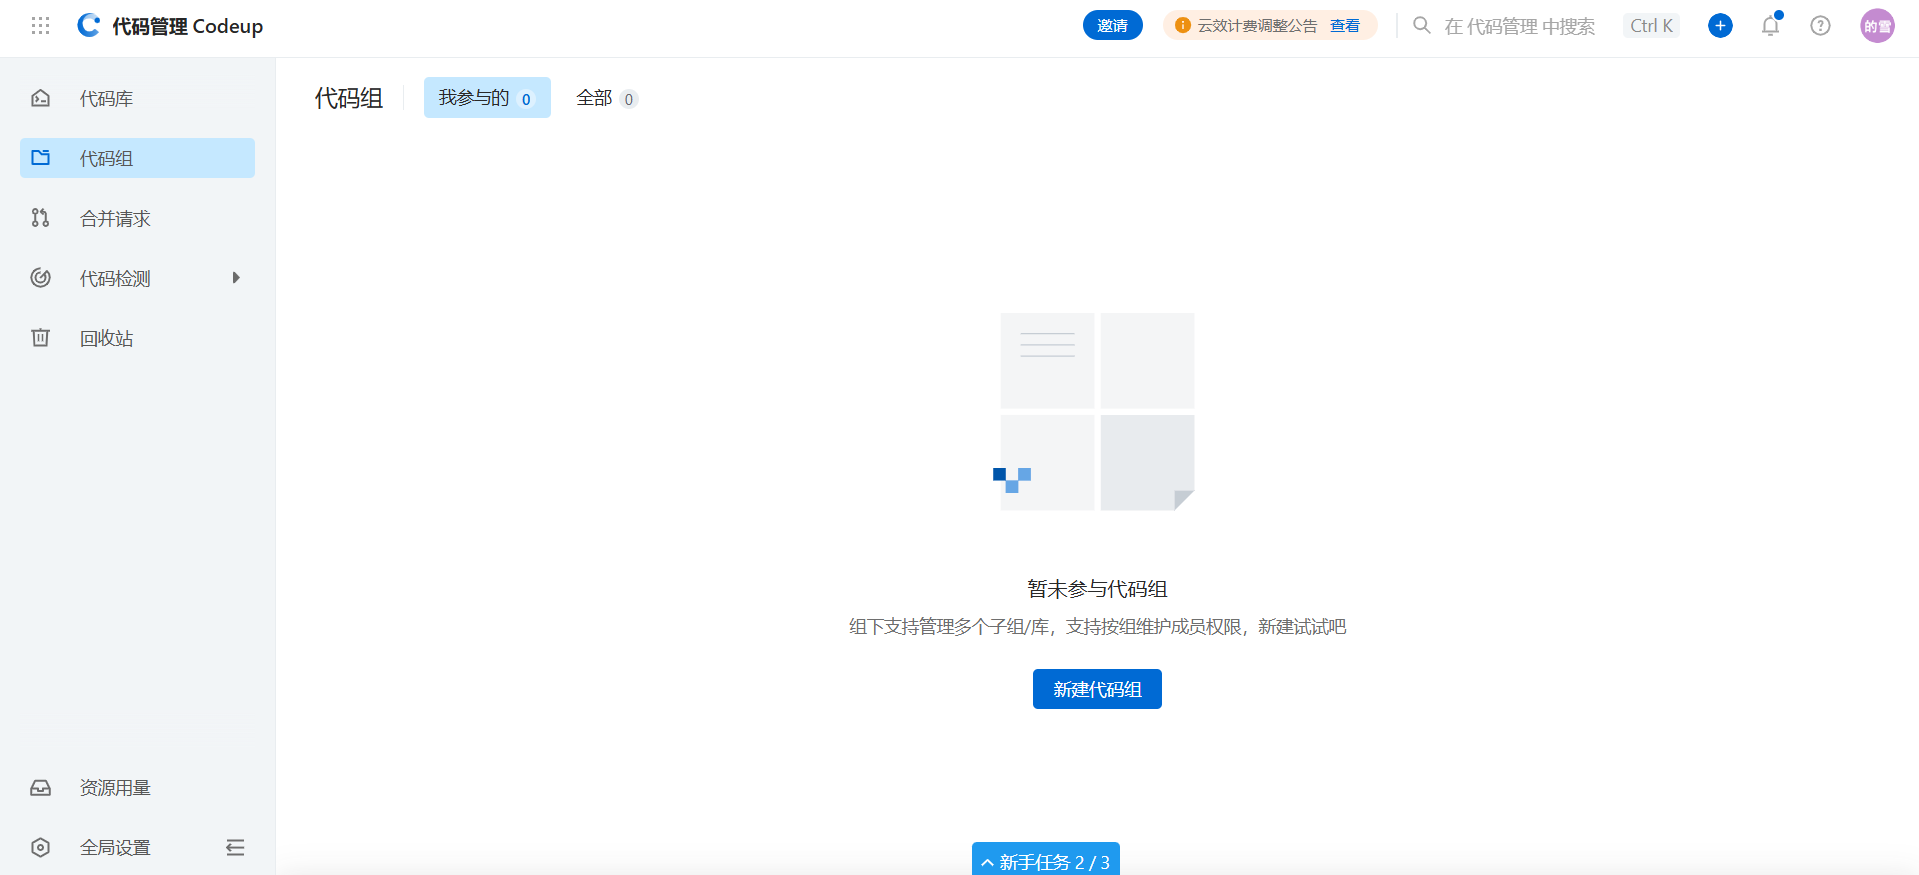 代码管理 Codeup
邀请
云效计费调整公告 查看
在 代码管理 中搜索
Ctrl K
的雪
代码库
代码组
合并请求
代码检测
回收站
资源用量
全局设置
代码组
我参与的 0
全部 0
暂未参与代码组
组下支持管理多个子组/库，支持按组维护成员权限，新建试试吧
新建代码组
新手任务 2 / 3